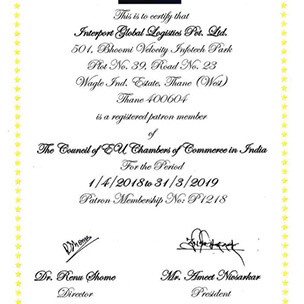 This is to certify that
Interport Global Logistics Pvt. Ltd.
501, Bhoomi Velocity Infotech Park
Plot No. 39, Road No. 23
Wagle Ind. Estate, Thane (West)
Thane 400604
is a registered patron member
of
The Council of EU Chambers of Commerce in India
For the Period
1/4/2018 to 31/3/2019
Patron Membership No: P1218
Dr. Renu Shome
Mr. Ameet Nivsarkar
Director
President